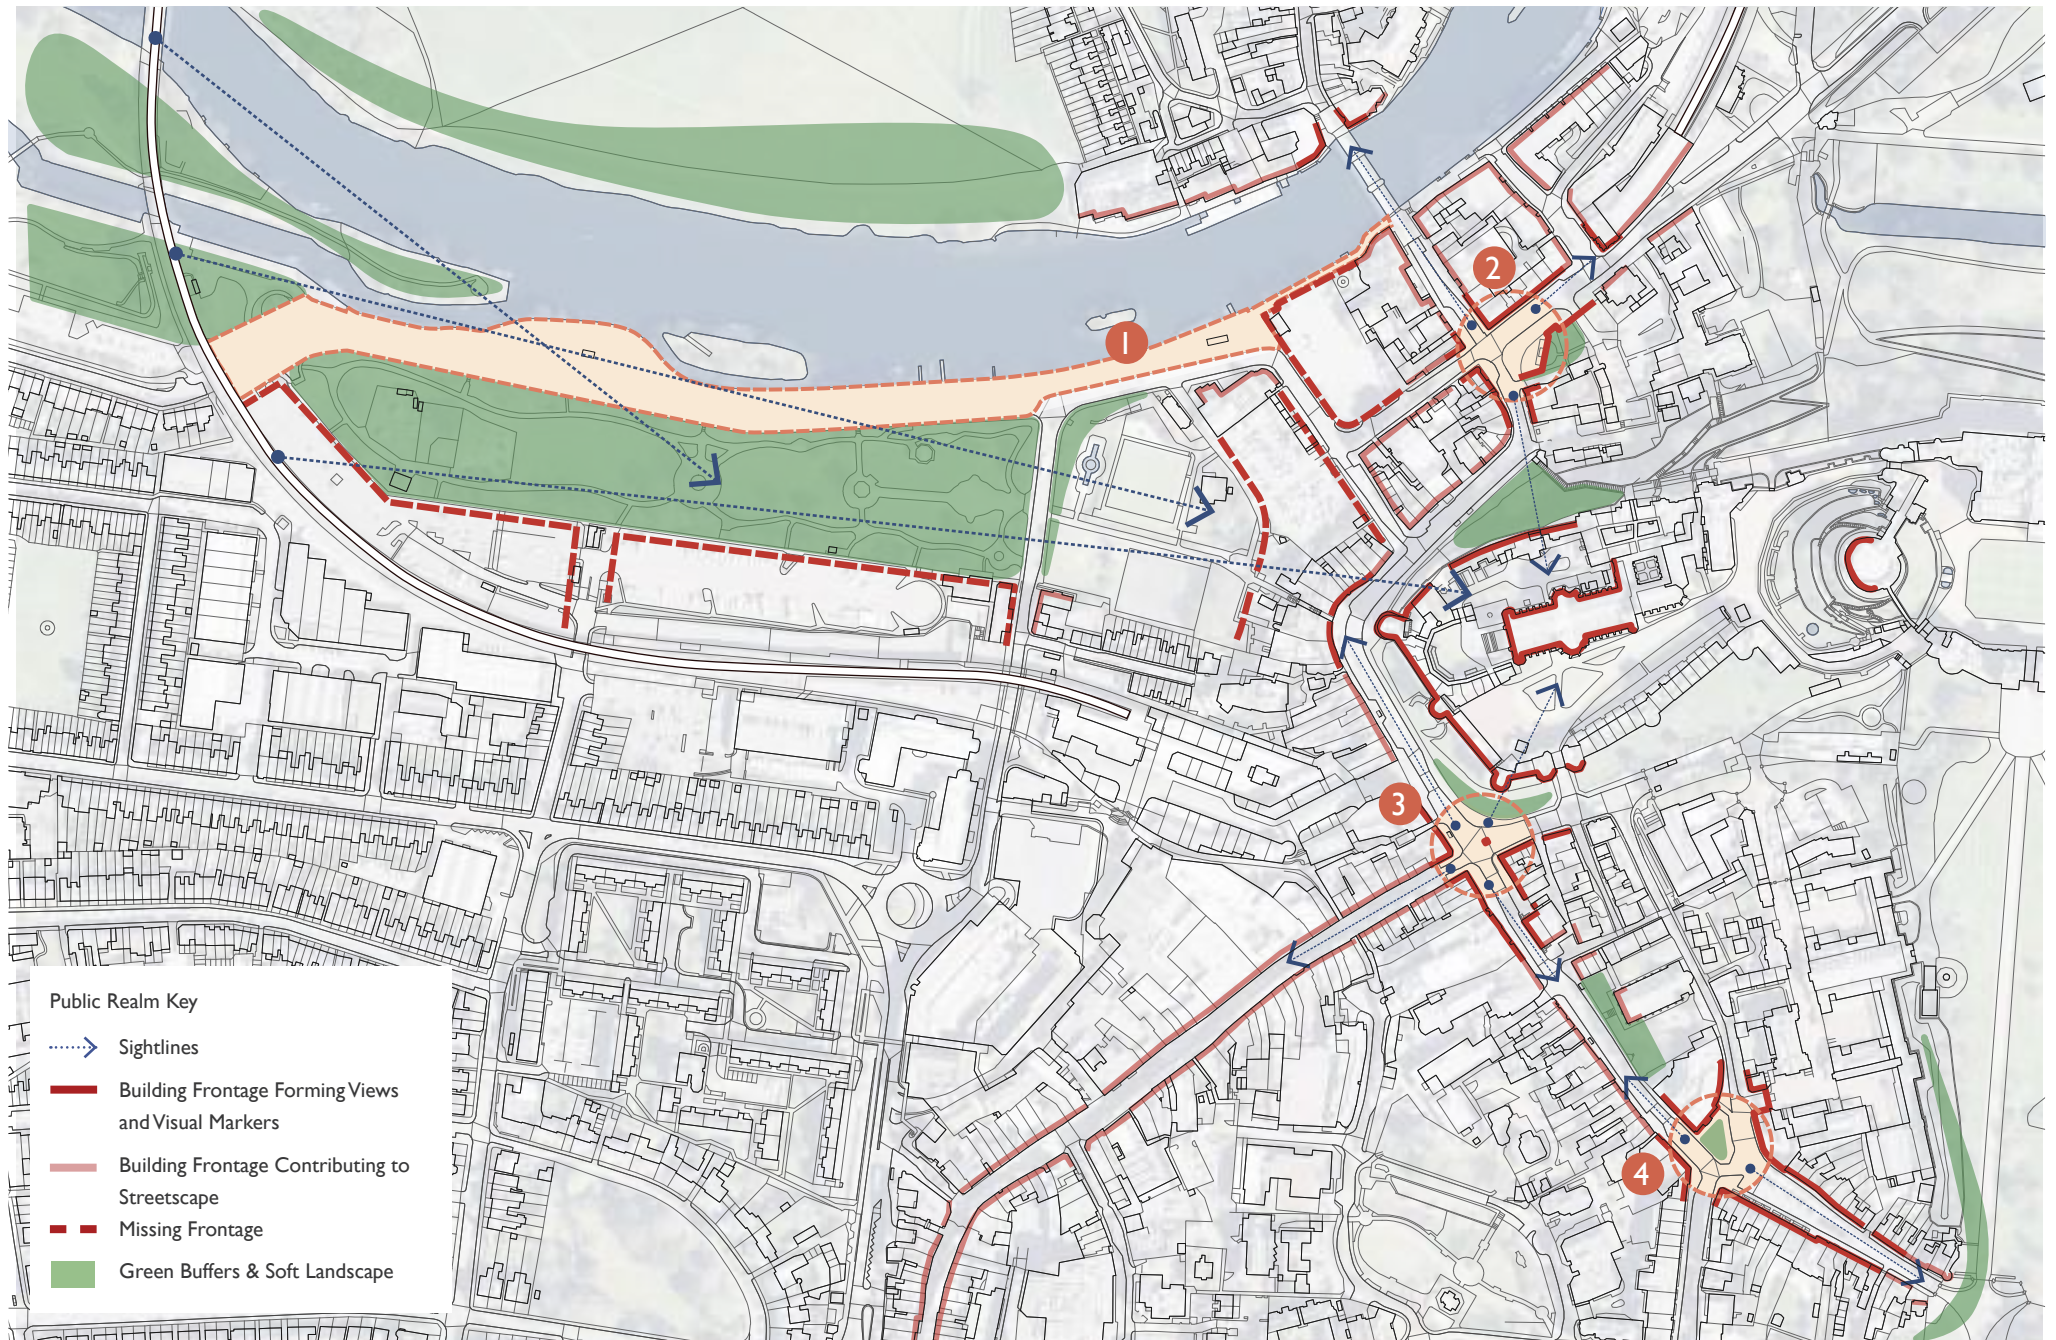 1
2
3
4
Public Realm Key
Sightlines
Building Frontage Forming Views
and Visual Markers
Building Frontage Contributing to
Streetscape
Missing Frontage
Green Buffers & Soft Landscape